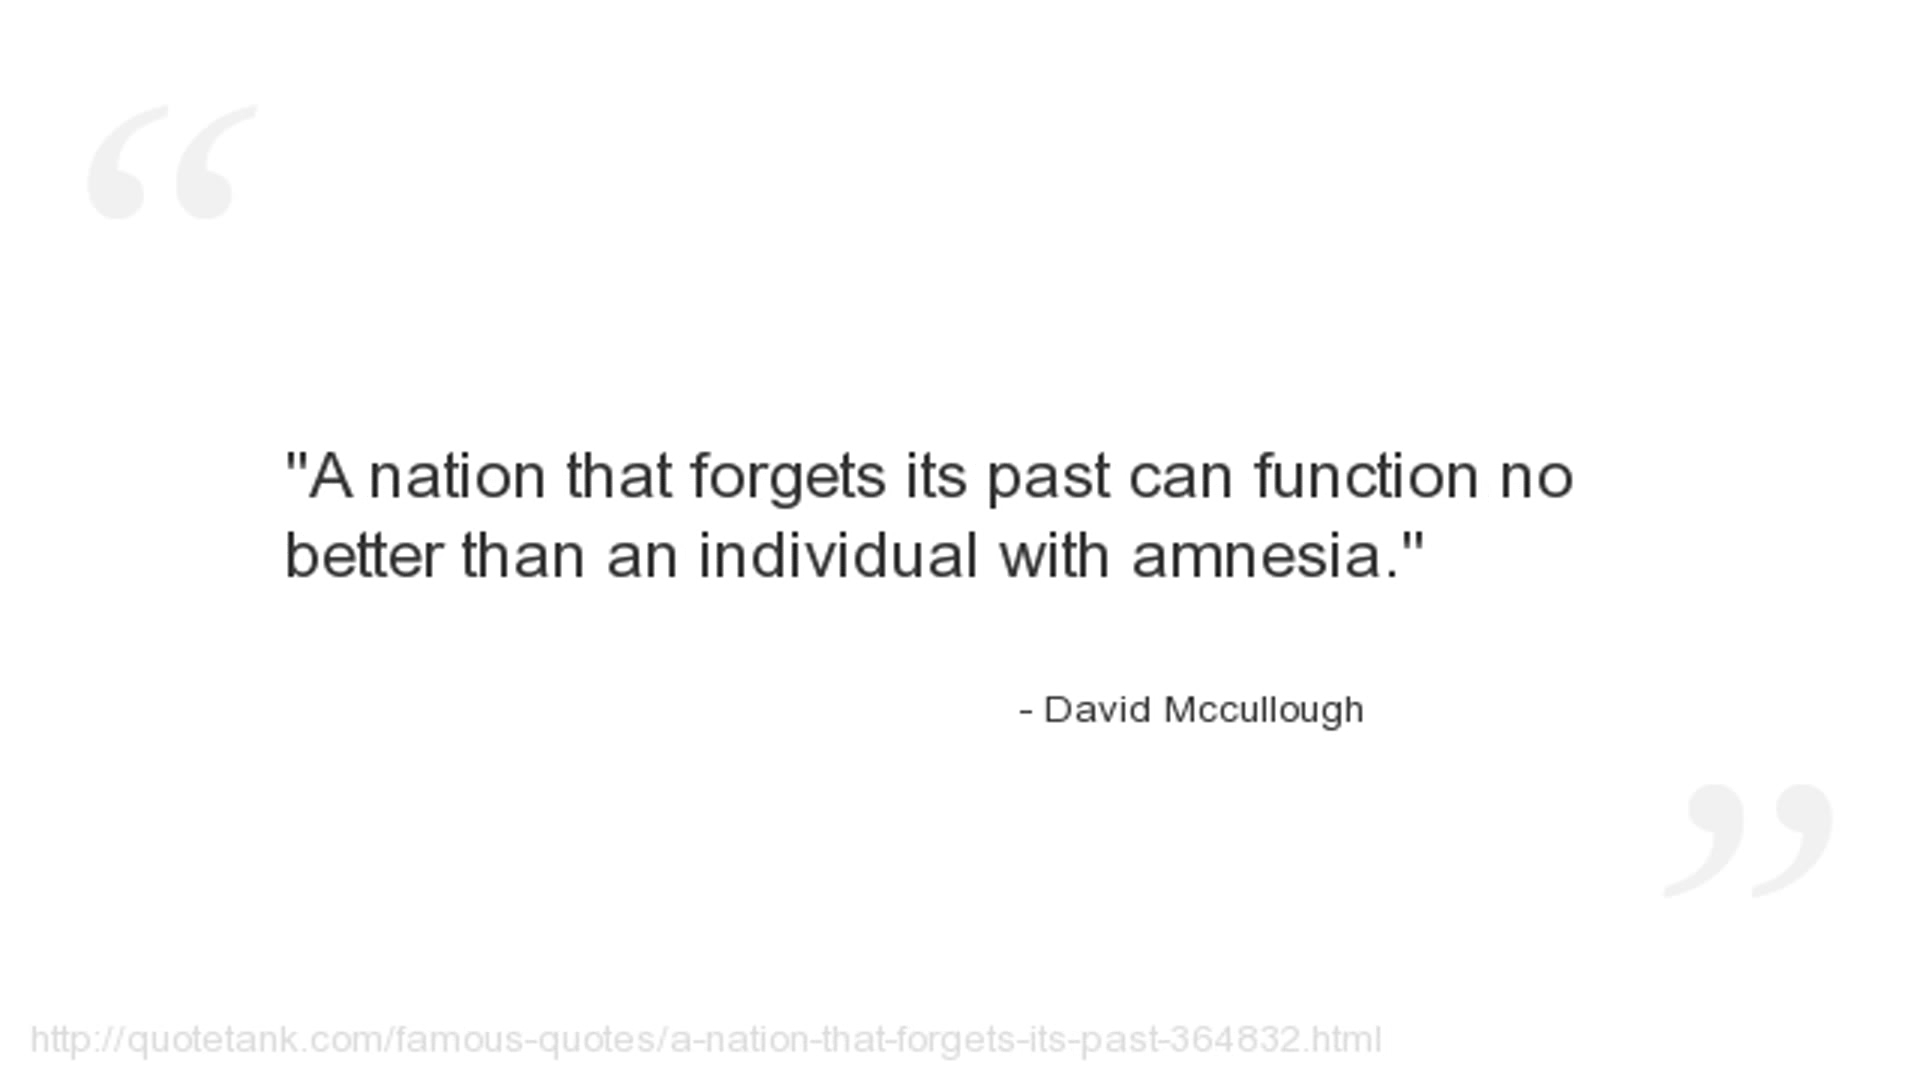 "A nation that forgets its past can function no
better than an individual with amnesia."
- David Mccullough
http://quotetank.com/famous-quotes/a-nation-that-forgets-its-past-364832.html